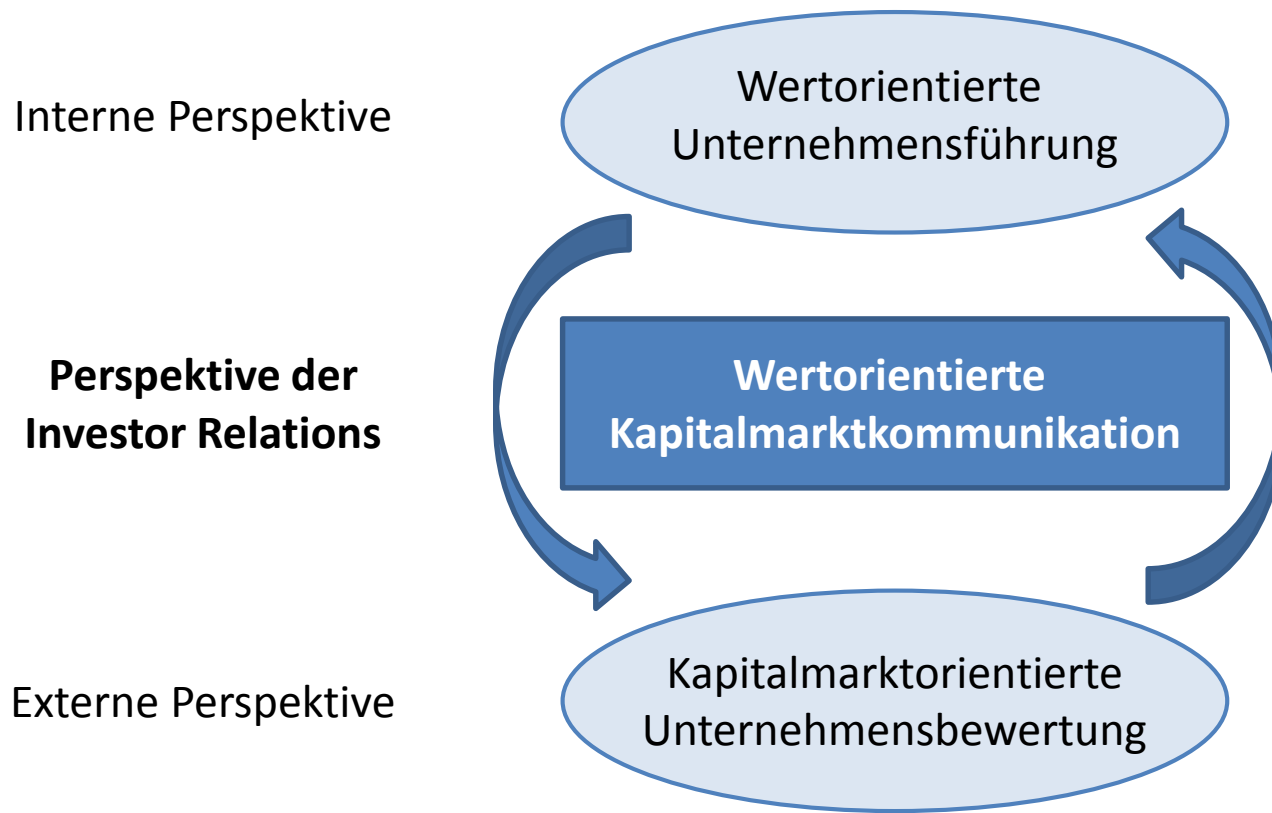 Interne Perspektive
Wertorientierte
Unternehmensführung
Perspektive der
Investor Relations
Wertorientierte
Kapitalmarktkommunikation
Externe Perspektive
Kapitalmarktorientierte
Unternehmensbewertung